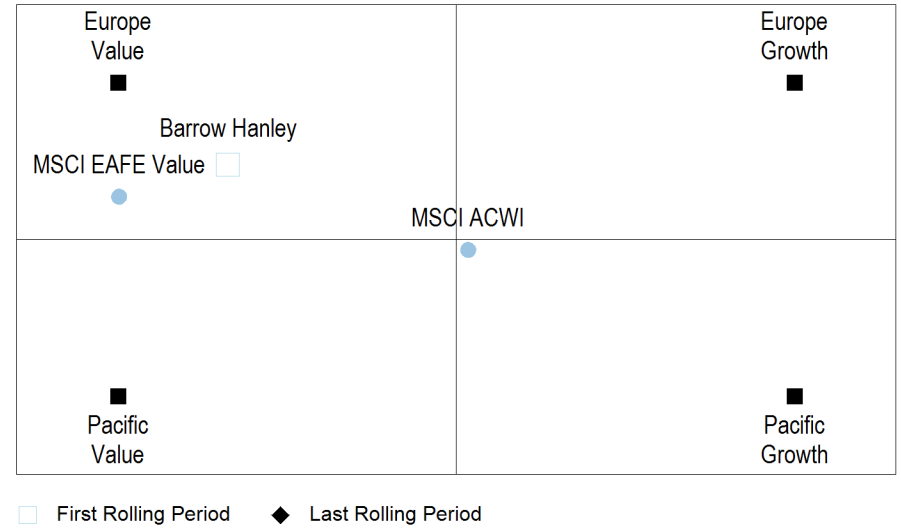 Europe
Value
Europe
Growth
Barrow Hanley
MSCI EAFE Value
MSCI ACWI
Pacific
Value
Pacific
Growth
First Rolling Period
Last Rolling Period